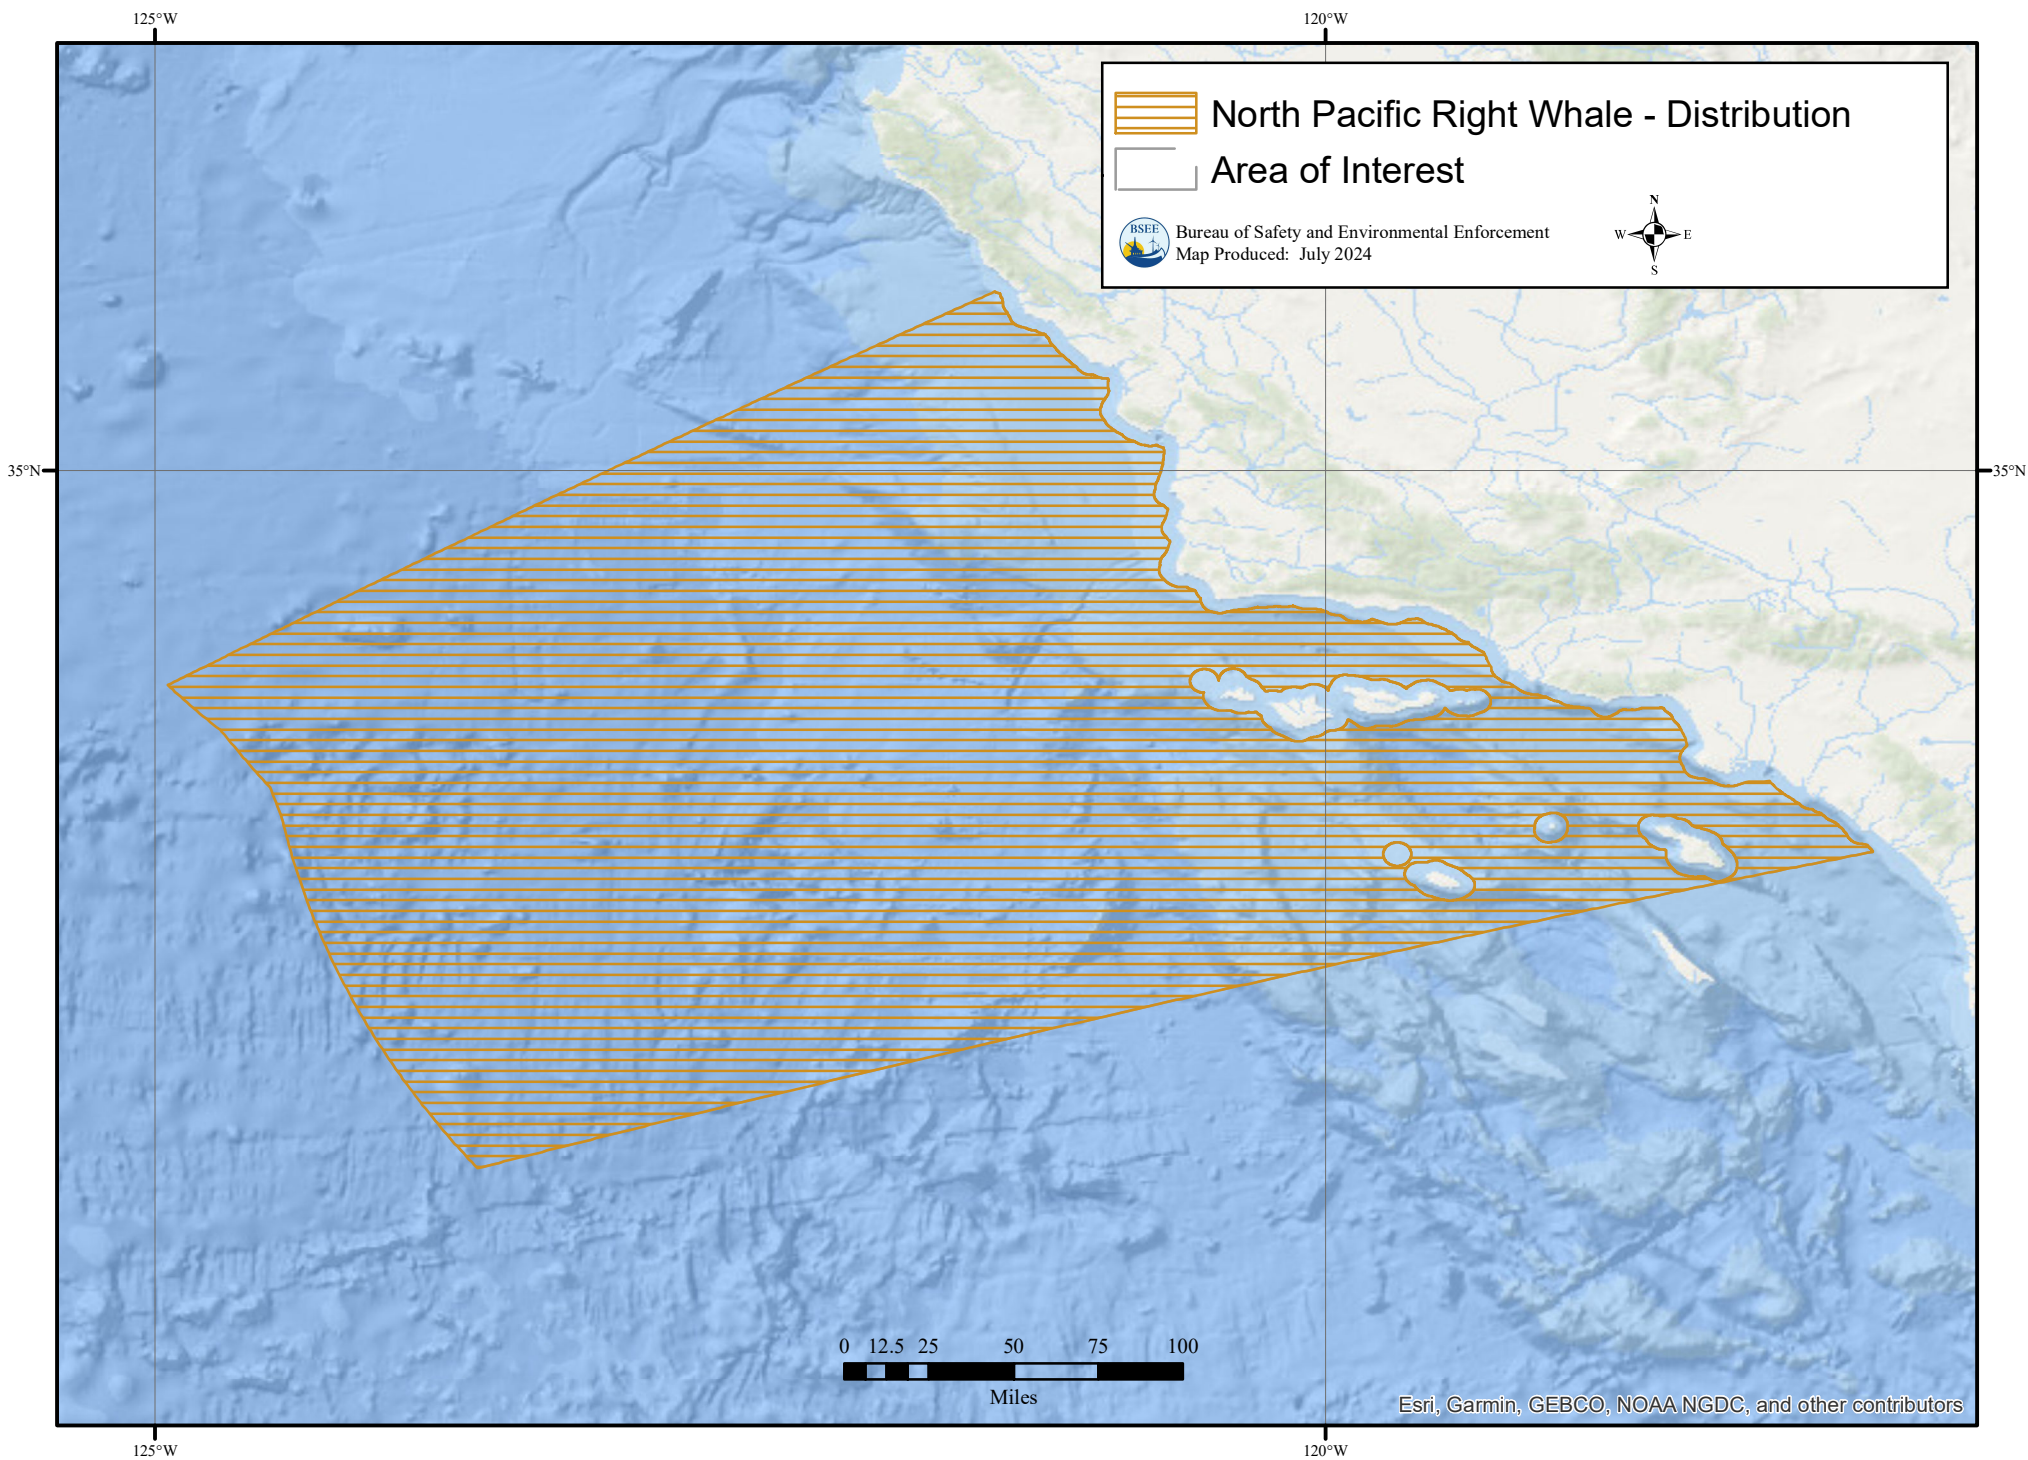 125°W
120°W
North Pacific Right Whale - Distribution
Area of Interest
BSEE
Bureau of Safety and Environmental Enforcement
Map Produced: July 2024
N
W E
S
35°N
35°N
0 12.5 25 50 75 100
Miles
Esri, Garmin, GEBCO, NOAA NGDC, and other contributors
125°W
120°W